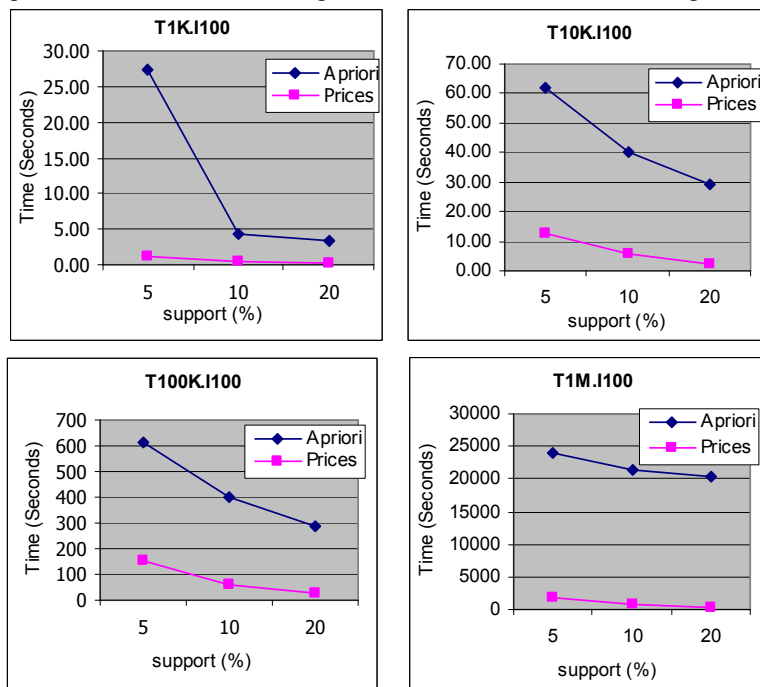 T1K.I100
30.00
25.00
20.00
15.00
10.00
5.00
0.00
Time (Seconds)
Apriori
Prices
5 10 20
support (%)
T10K.I100
70.00
60.00
50.00
40.00
30.00
20.00
10.00
0.00
Time (Seconds)
Apriori
Prices
5 10 20
support (%)
T100K.I100
700
600
500
400
300
200
100
0
Time (Seconds)
Apriori
Prices
5 10 20
support (%)
T1M.I100
30000
25000
20000
15000
10000
5000
0
Time (Seconds)
Apriori
Prices
5 10 20
support (%)